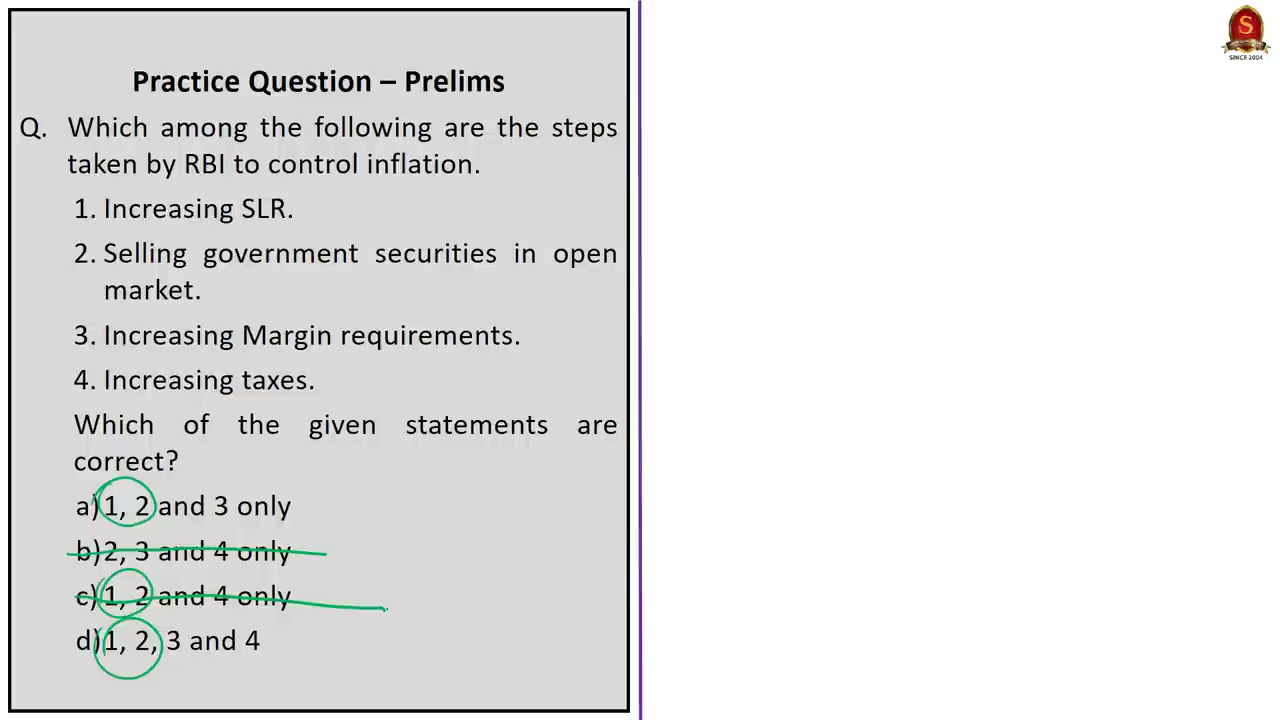 Practice Question – Prelims
Q. Which among the following are the steps
taken by RBI to control inflation.
1. Increasing SLR.
2. Selling government securities in open
market.
3. Increasing Margin requirements.
4. Increasing taxes.
Which of the given statements are
correct?
a) 1, 2 and 3 only
b) 2, 3 and 4 only
c) 1, 2 and 4 only
d) 1, 2, 3 and 4
S
SINCE 2004